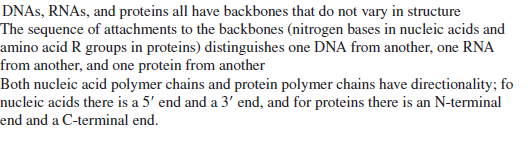 DNAs, RNAs, and proteins all have backbones that do not vary in structure
The sequence of attachments to the backbones (nitrogen bases in nucleic acids and
amino acid R groups in proteins) distinguishes one DNA from another, one RNA
from another, and one protein from another
Both nucleic acid polymer chains and protein polymer chains have directionality; fo
nucleic acids there is a 5′ end and a 3′ end, and for proteins there is an N-terminal
end and a C-terminal end.